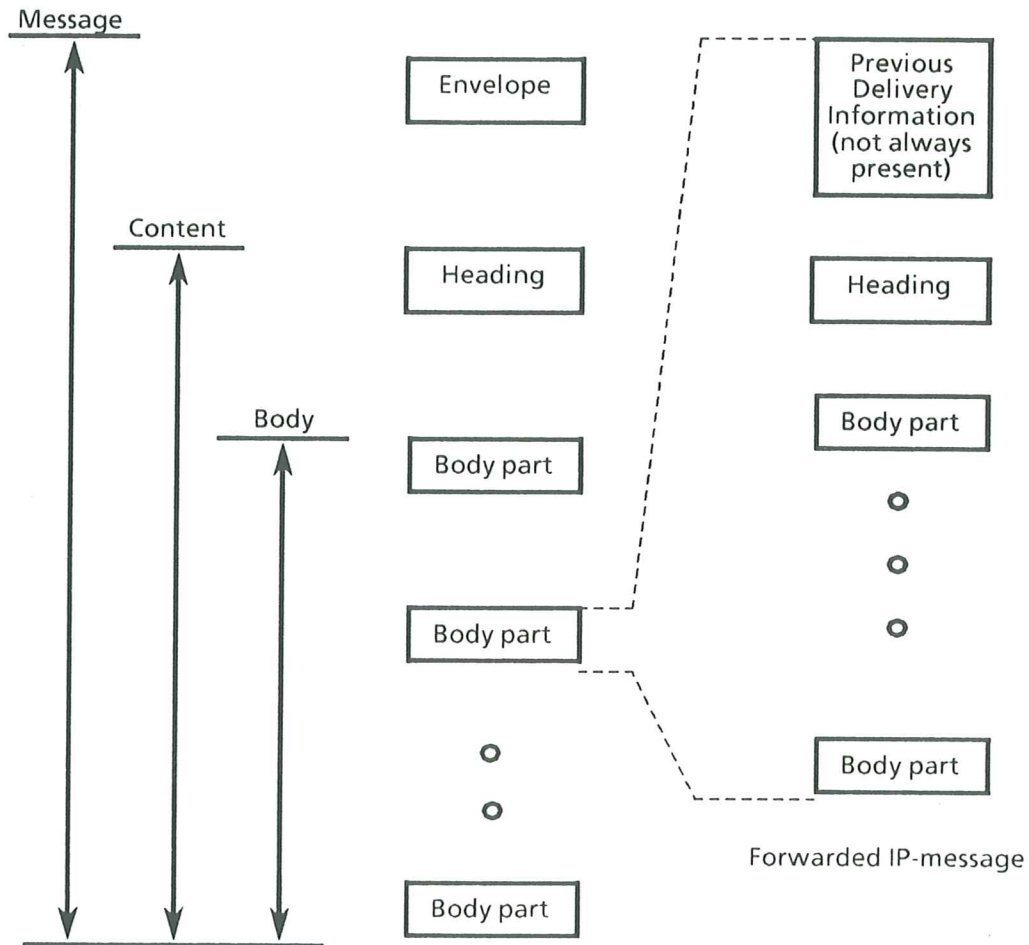 Message
Content
Body
Envelope
Heading
Body part
Body part
Body part
Previous
Delivery
Information
(not always
present)
Heading
Body part
Body part
Forwarded IP-message